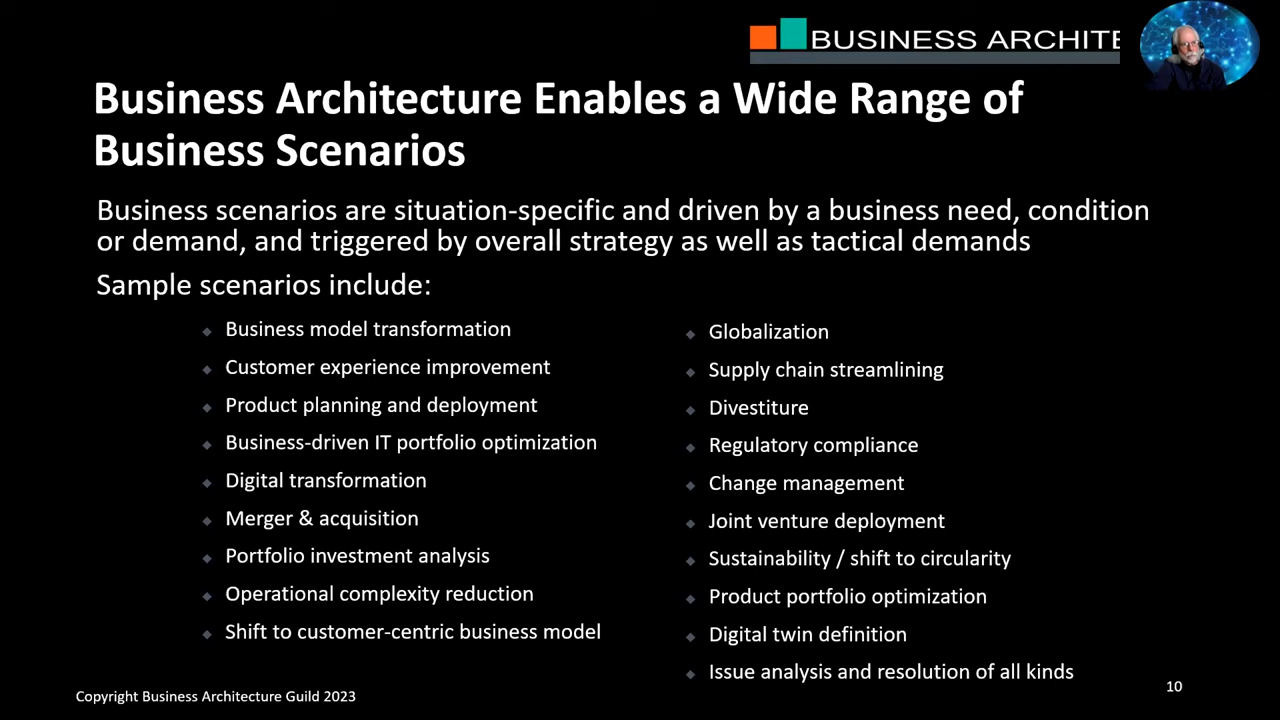 BUSINESS ARCHITE
Business Architecture Enables a Wide Range of
Business Scenarios
Business scenarios are situation-specific and driven by a business need, condition
or demand, and triggered by overall strategy as well as tactical demands
Sample scenarios include:
Business model transformation
Customer experience improvement
Product planning and deployment
Business-driven IT portfolio optimization
Digital transformation
Merger & acquisition
Portfolio investment analysis
Operational complexity reduction
Shift to customer-centric business model
Globalization
Supply chain streamlining
Divestiture
Regulatory compliance
Change management
Joint venture deployment
Sustainability / shift to circularity
Product portfolio optimization
Digital twin definition
Issue analysis and resolution of all kinds
Copyright Business Architecture Guild 2023
10